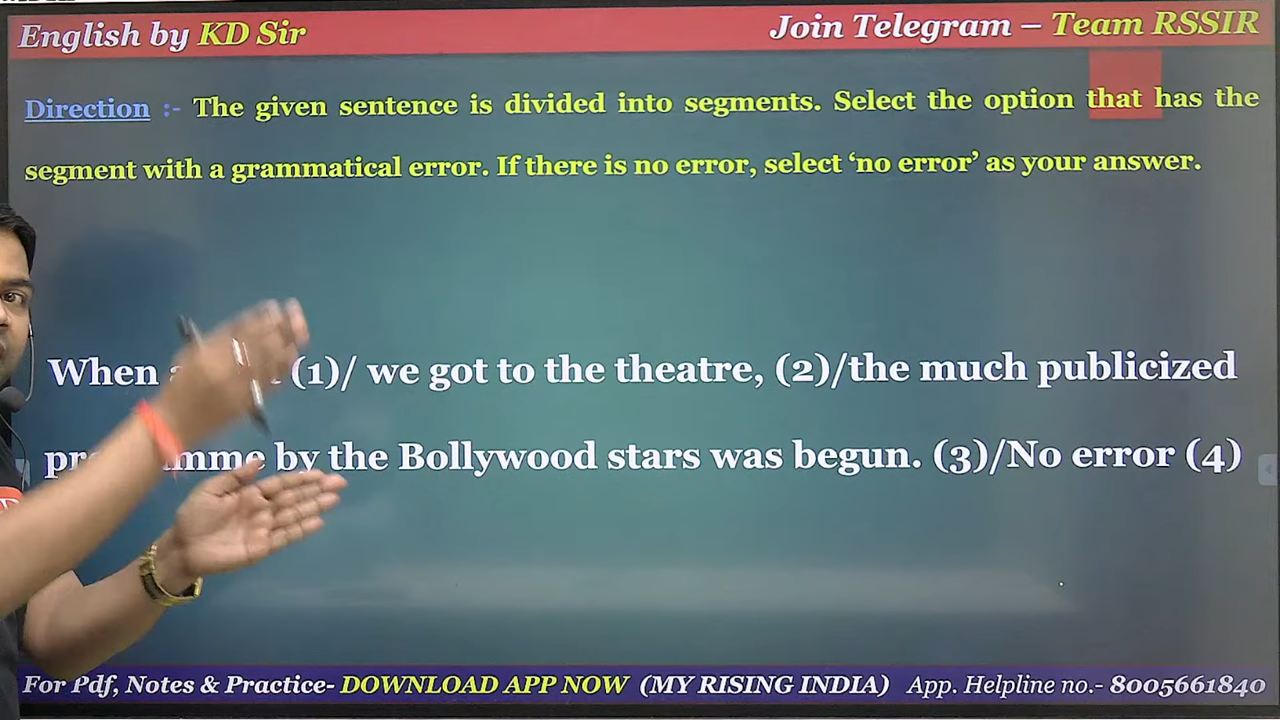 English by KD Sir
Join Telegram – Team RSSIR
Direction :- The given sentence is divided into segments. Select the option that has the
segment with a grammatical error. If there is no error, select ‘no error’ as your answer.
When (1)/ we got to the theatre, (2)/the much publicized
by the Bollywood stars was begun. (3)/No error (4)
For Pdf, Notes & Practice- DOWNLOAD APP NOW (MY RISING INDIA) App. Helpline no.- 8005661840